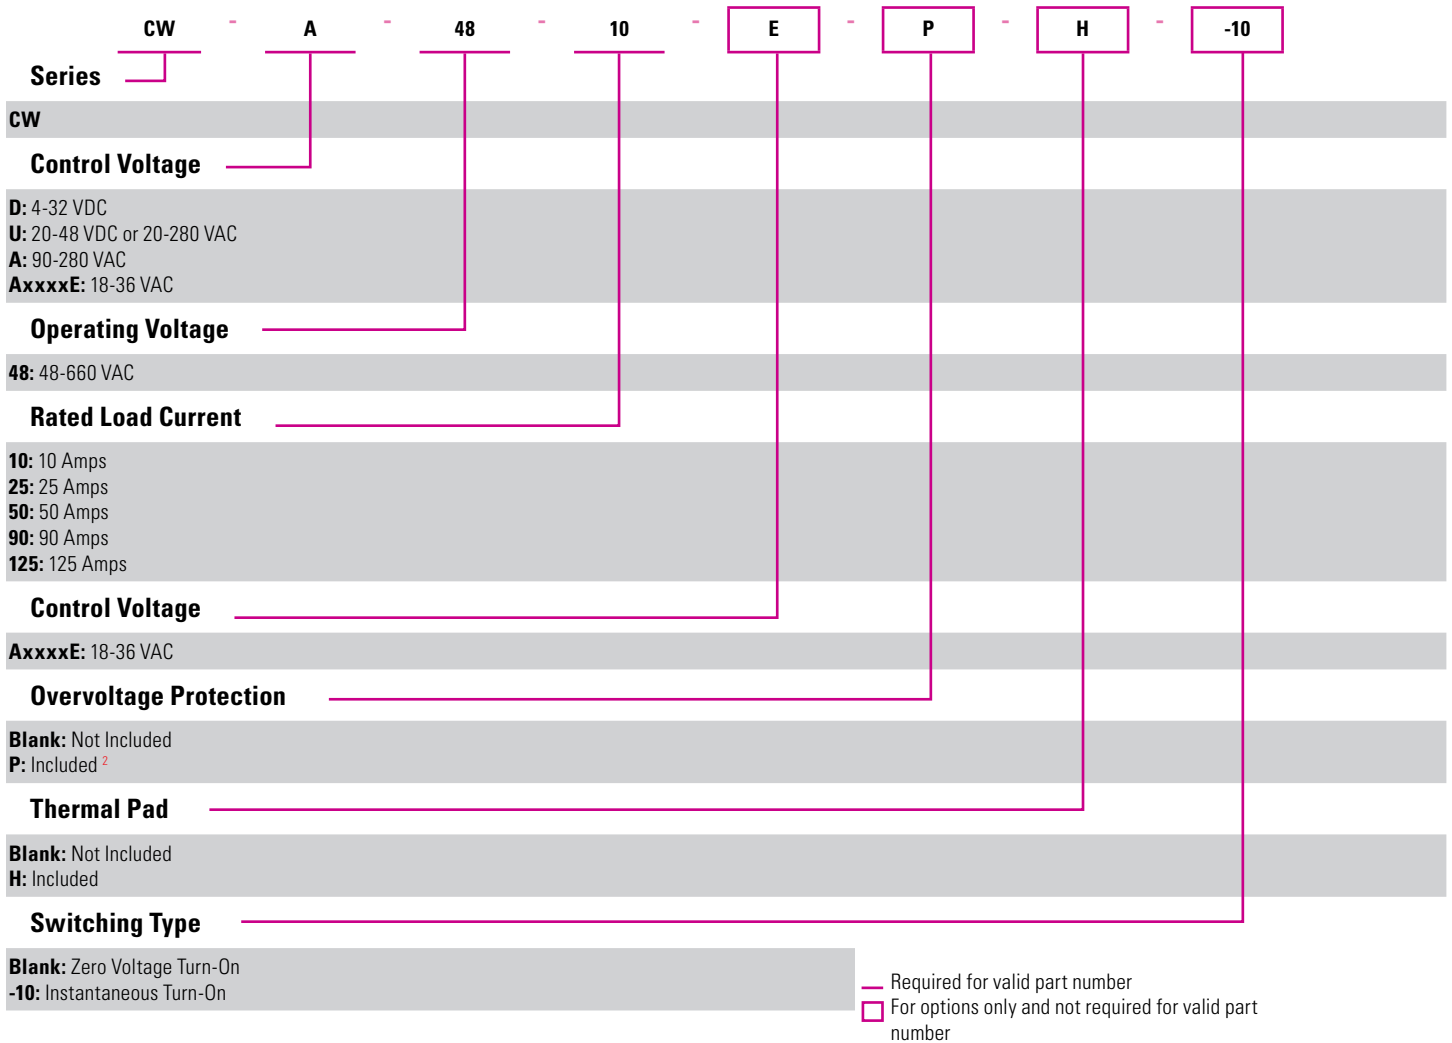 CW - A - 48 - 10 - E - P - H - -10
Series
CW
Control Voltage
D: 4-32 VDC
U: 20-48 VDC or 20-280 VAC
A: 90-280 VAC
AxxxxE: 18-36 VAC
Operating Voltage
48: 48-660 VAC
Rated Load Current
10: 10 Amps
25: 25 Amps
50: 50 Amps
90: 90 Amps
125: 125 Amps
Control Voltage
AxxxxE: 18-36 VAC
Overvoltage Protection
Blank: Not Included
P: Included 2
Thermal Pad
Blank: Not Included
H: Included
Switching Type
Blank: Zero Voltage Turn-On
-10: Instantaneous Turn-On
Required for valid part number
For options only and not required for valid part
number